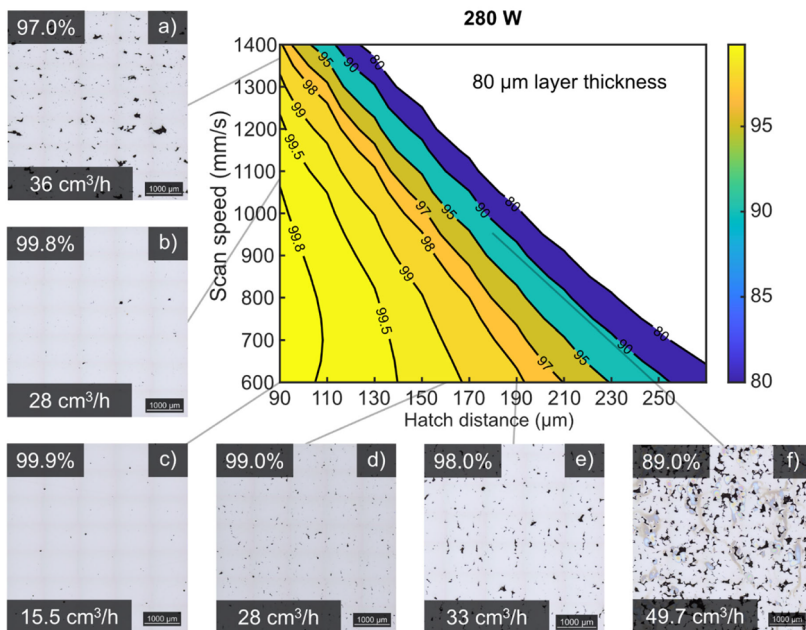 280 W
97.0%
a)
36 cm³/h
1000 µm
99.8%
b)
28 cm³/h
1000 µm
Scan speed (mm/s)
1400
1300
1200
1100
1000
900
800
700
600
80 µm layer thickness
95
90
80
98
99
99.5
97
95
90
80
99.8
98
99
99.5
97
95
90
80
90
110
130
150
170
190
210
230
250
Hatch distance (µm)
95
90
85
80
99.9%
c)
15.5 cm³/h
1000 µm
99.0%
d)
28 cm³/h
1000 µm
98.0%
e)
33 cm³/h
1000 µm
89.0%
f)
49.7 cm³/h
1000 µm